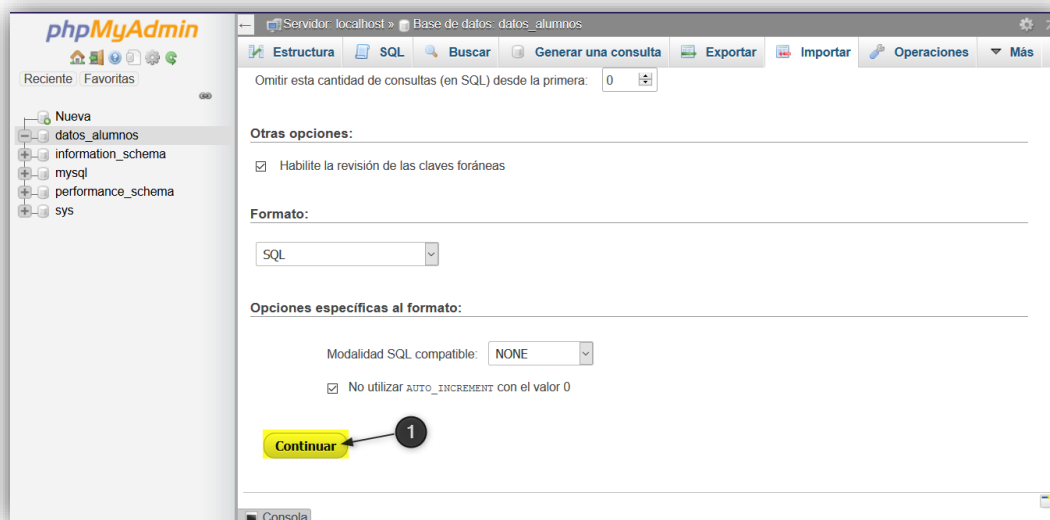 phpMyAdmin
Reciente Favoritas
Nueva
datos_alumnos
information_schema
mysql
performance_schema
sys
Servidor: localhost » Base de datos: datos_alumnos
Estructura SQL Buscar Generar una consulta Exportar Importar Operaciones Más
Omitir esta cantidad de consultas (en SQL) desde la primera: 0
Otras opciones:
Habilite la revisión de las claves foráneas
Formato:
SQL
Opciones específicas al formato:
Modalidad SQL compatible: NONE
No utilizar AUTO_INCREMENT con el valor 0
Continuar
1
Consola